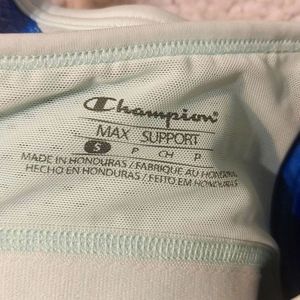 Champion
MAX SUPPORT
S P CH P
MADE IN HONDURAS / FABRIQUÉ AU HONDURAS
HECHO EN HONDURAS / FEITO EM HONDURAS